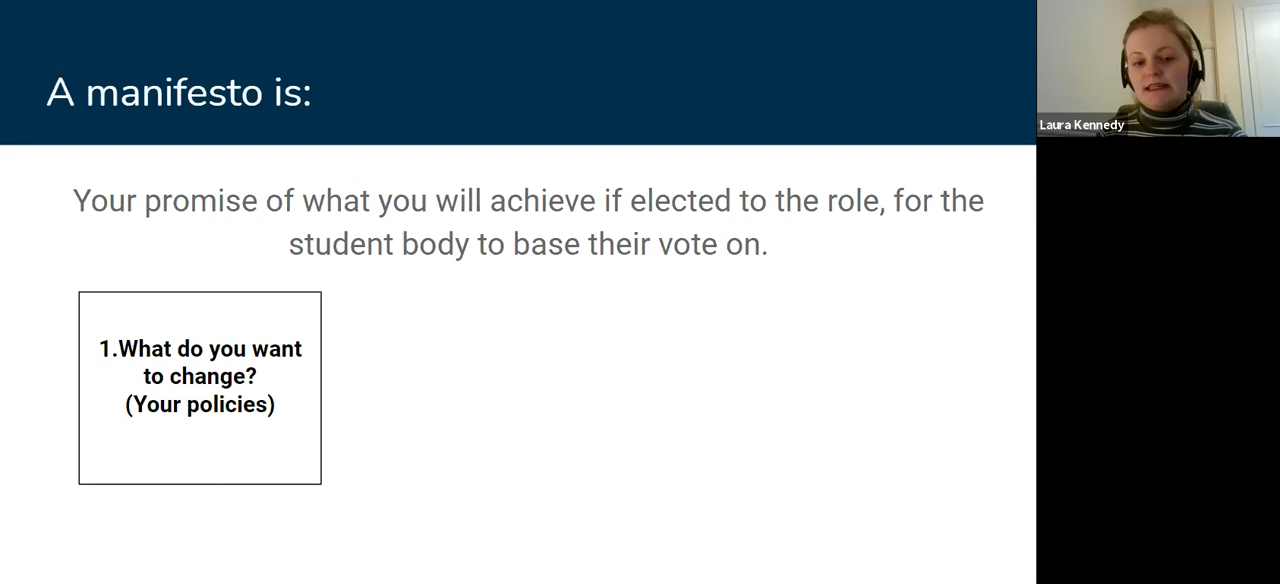 A manifesto is:
Your promise of what you will achieve if elected to the role, for the
student body to base their vote on.
1.What do you want
to change?
(Your policies)
Laura Kennedy